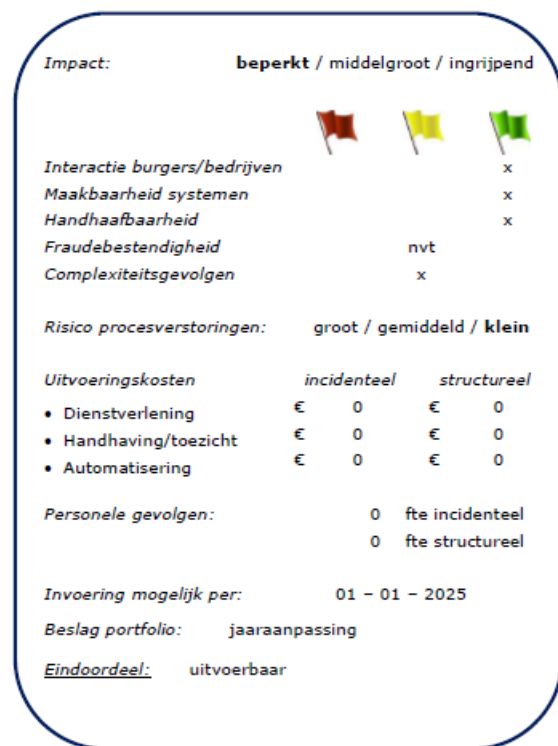 Impact: beperkt / middelgroot / ingrijpend
Interactie burgers/bedrijven x
Maakbaarheid systemen x
Handhaafbaarheid x
Fraudebestendigheid nvt
Complexiteitsgevolgen x
Risico procesverstoringen: groot / gemiddeld / klein
Uitvoeringskosten incidenteel structureel
• Dienstverlening € 0 € 0
• Handhaving/toezicht € 0 € 0
• Automatisering € 0 € 0
Personele gevolgen: 0 fte incidenteel
0 fte structureel
Invoering mogelijk per: 01 – 01 – 2025
Beslag portfolio: jaaraanpassing
Eindoordeel: uitvoerbaar